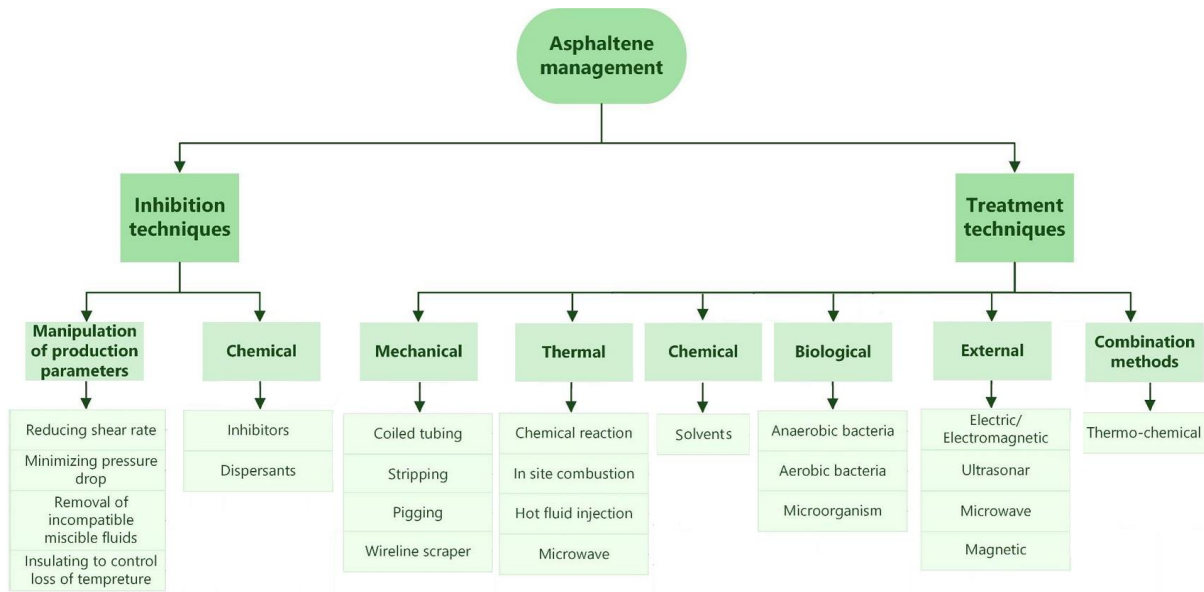 Asphaltene
management
Inhibition
techniques
Treatment
techniques
Manipulation
of production
parameters
Chemical
Mechanical
Thermal
Chemical
Biological
External
Combination
methods
Reducing shear rate
Minimizing pressure
drop
Removal of
incompatible
miscible fluids
Insulating to control
loss of tempreture
Inhibitors
Dispersants
Coiled tubing
Stripping
Pigging
Wireline scraper
Chemical reaction
In site combustion
Hot fluid injection
Microwave
Solvents
Anaerobic bacteria
Aerobic bacteria
Microorganism
Electric/
Electromagnetic
Ultrasonar
Microwave
Magnetic
Thermo-chemical